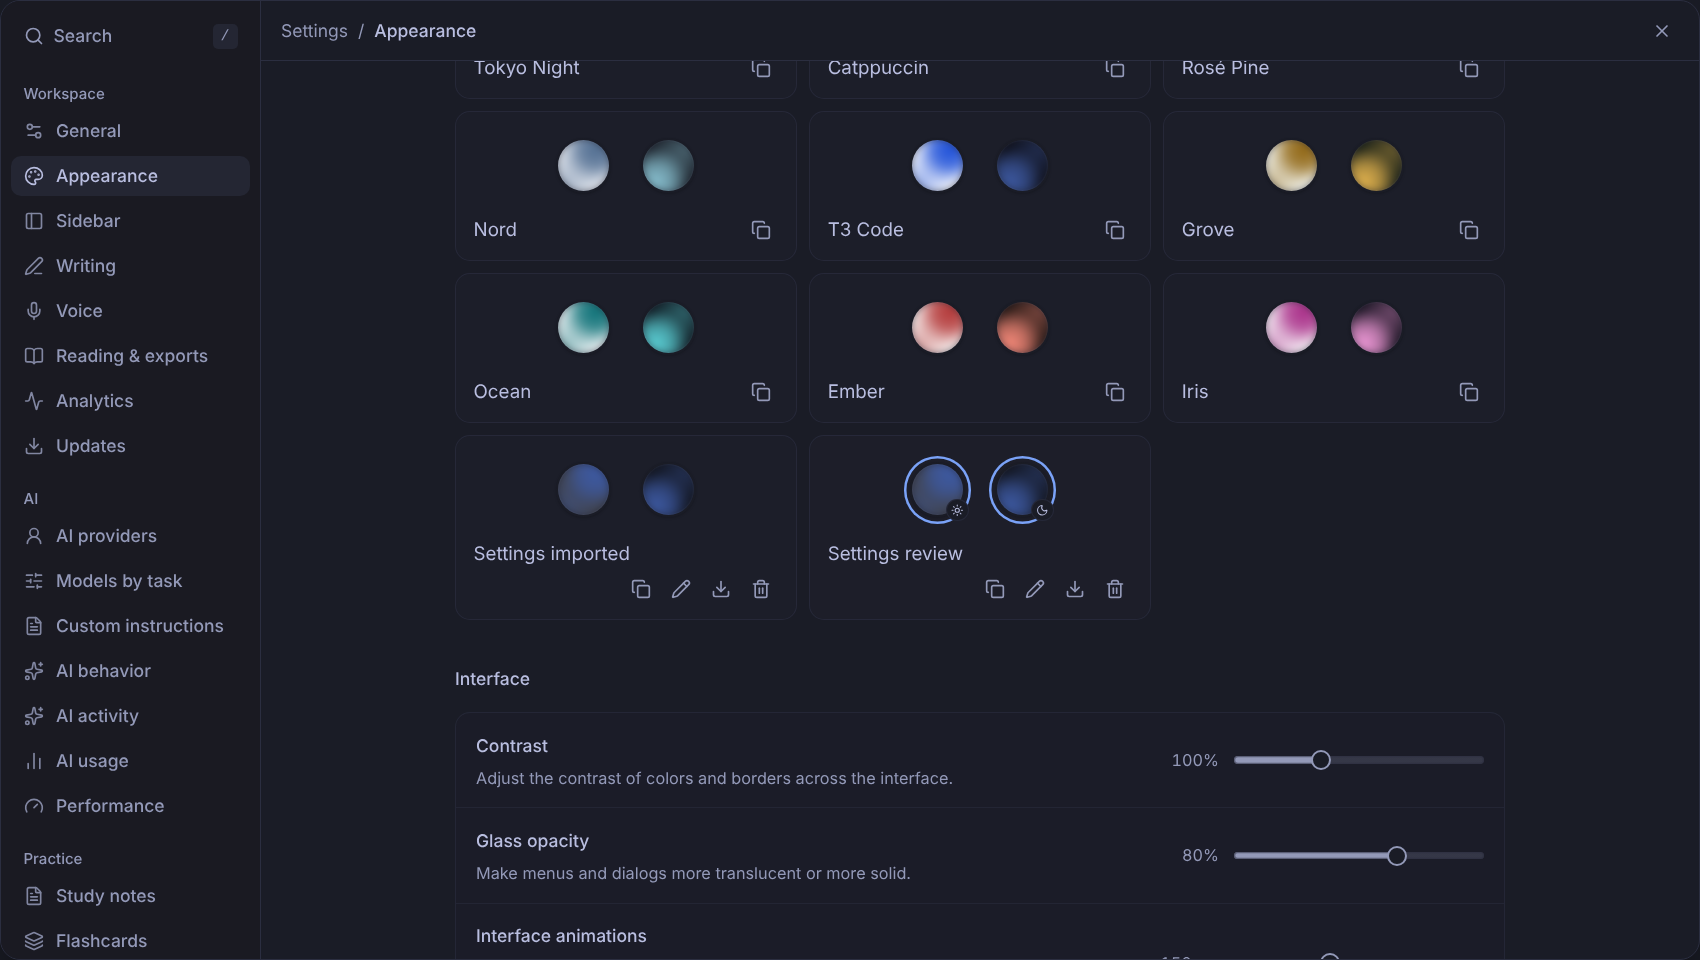 Search
/
Workspace
General
Appearance
Sidebar
Writing
Voice
Reading & exports
Analytics
Updates
AI
AI providers
Models by task
Custom instructions
AI behavior
AI activity
AI usage
Performance
Practice
Study notes
Flashcards
Settings / Appearance
Tokyo Night
Catppuccin
Rosé Pine
Nord
T3 Code
Grove
Ocean
Ember
Iris
Settings imported
Settings review
Interface
Contrast
Adjust the contrast of colors and borders across the interface.
100%
Glass opacity
Make menus and dialogs more translucent or more solid.
80%
Interface animations